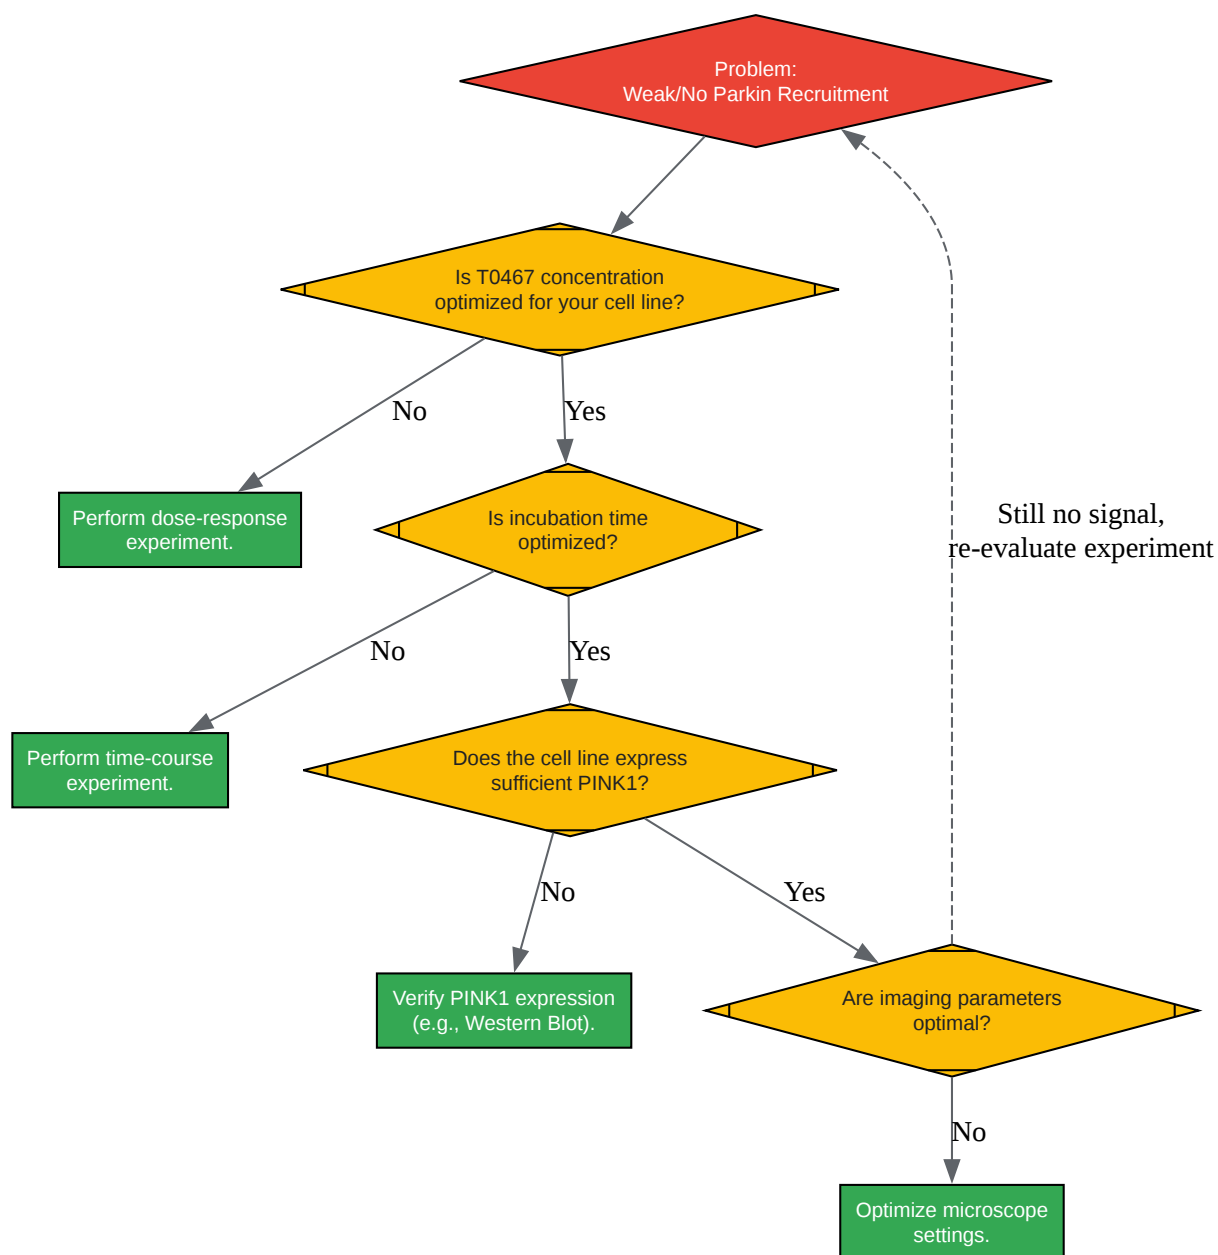 Problem:
Weak/No Parkin Recruitment
Is T0467 concentration
optimized for your cell line?
No
Yes
Perform dose-response
experiment.
Is incubation time
optimized?
Still no signal,
re-evaluate experiment
No
Yes
Perform time-course
experiment.
Does the cell line express
sufficient PINK1?
No
Yes
Verify PINK1 expression
(e.g., Western Blot).
Are imaging parameters
optimal?
No
Optimize microscope
settings.